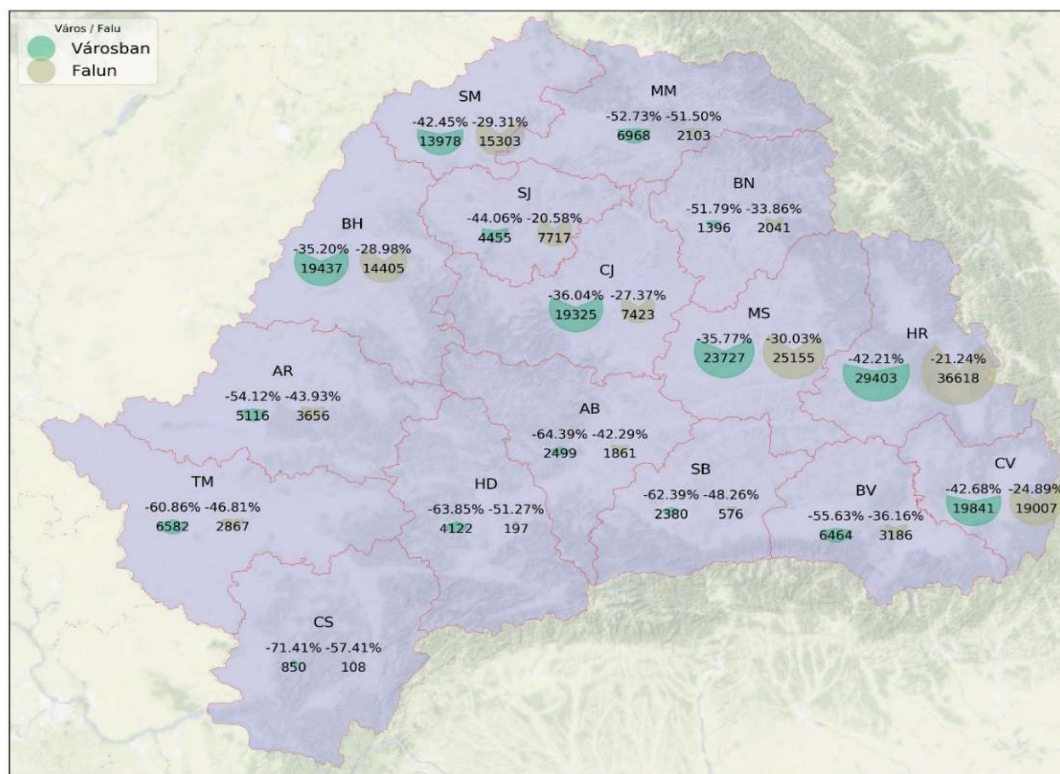 Város / Falu
Városban
Falun
SM
-42.45% -29.31%
13978 15303
MM
-52.73% -51.50%
6968 2103
SJ
-44.06% -20.58%
4455 7717
BN
-51.79% -33.86%
1396 2041
BH
-35.20% -28.98%
19437 14405
CJ
-36.04% -27.37%
19325 7423
MS
-35.77% -30.03%
23727 25155
HR
-42.21% -21.24%
29403 36618
AR
-54.12% -43.93%
5116 3656
AB
-64.39% -42.29%
2499 1861
TM
-60.86% -46.81%
6582 2867
HD
-63.85% -51.27%
4122 197
SB
-62.39% -48.26%
2380 576
BV
-55.63% -36.16%
6464 3186
CV
-42.68% -24.89%
19841 19007
CS
-71.41% -57.41%
850 108